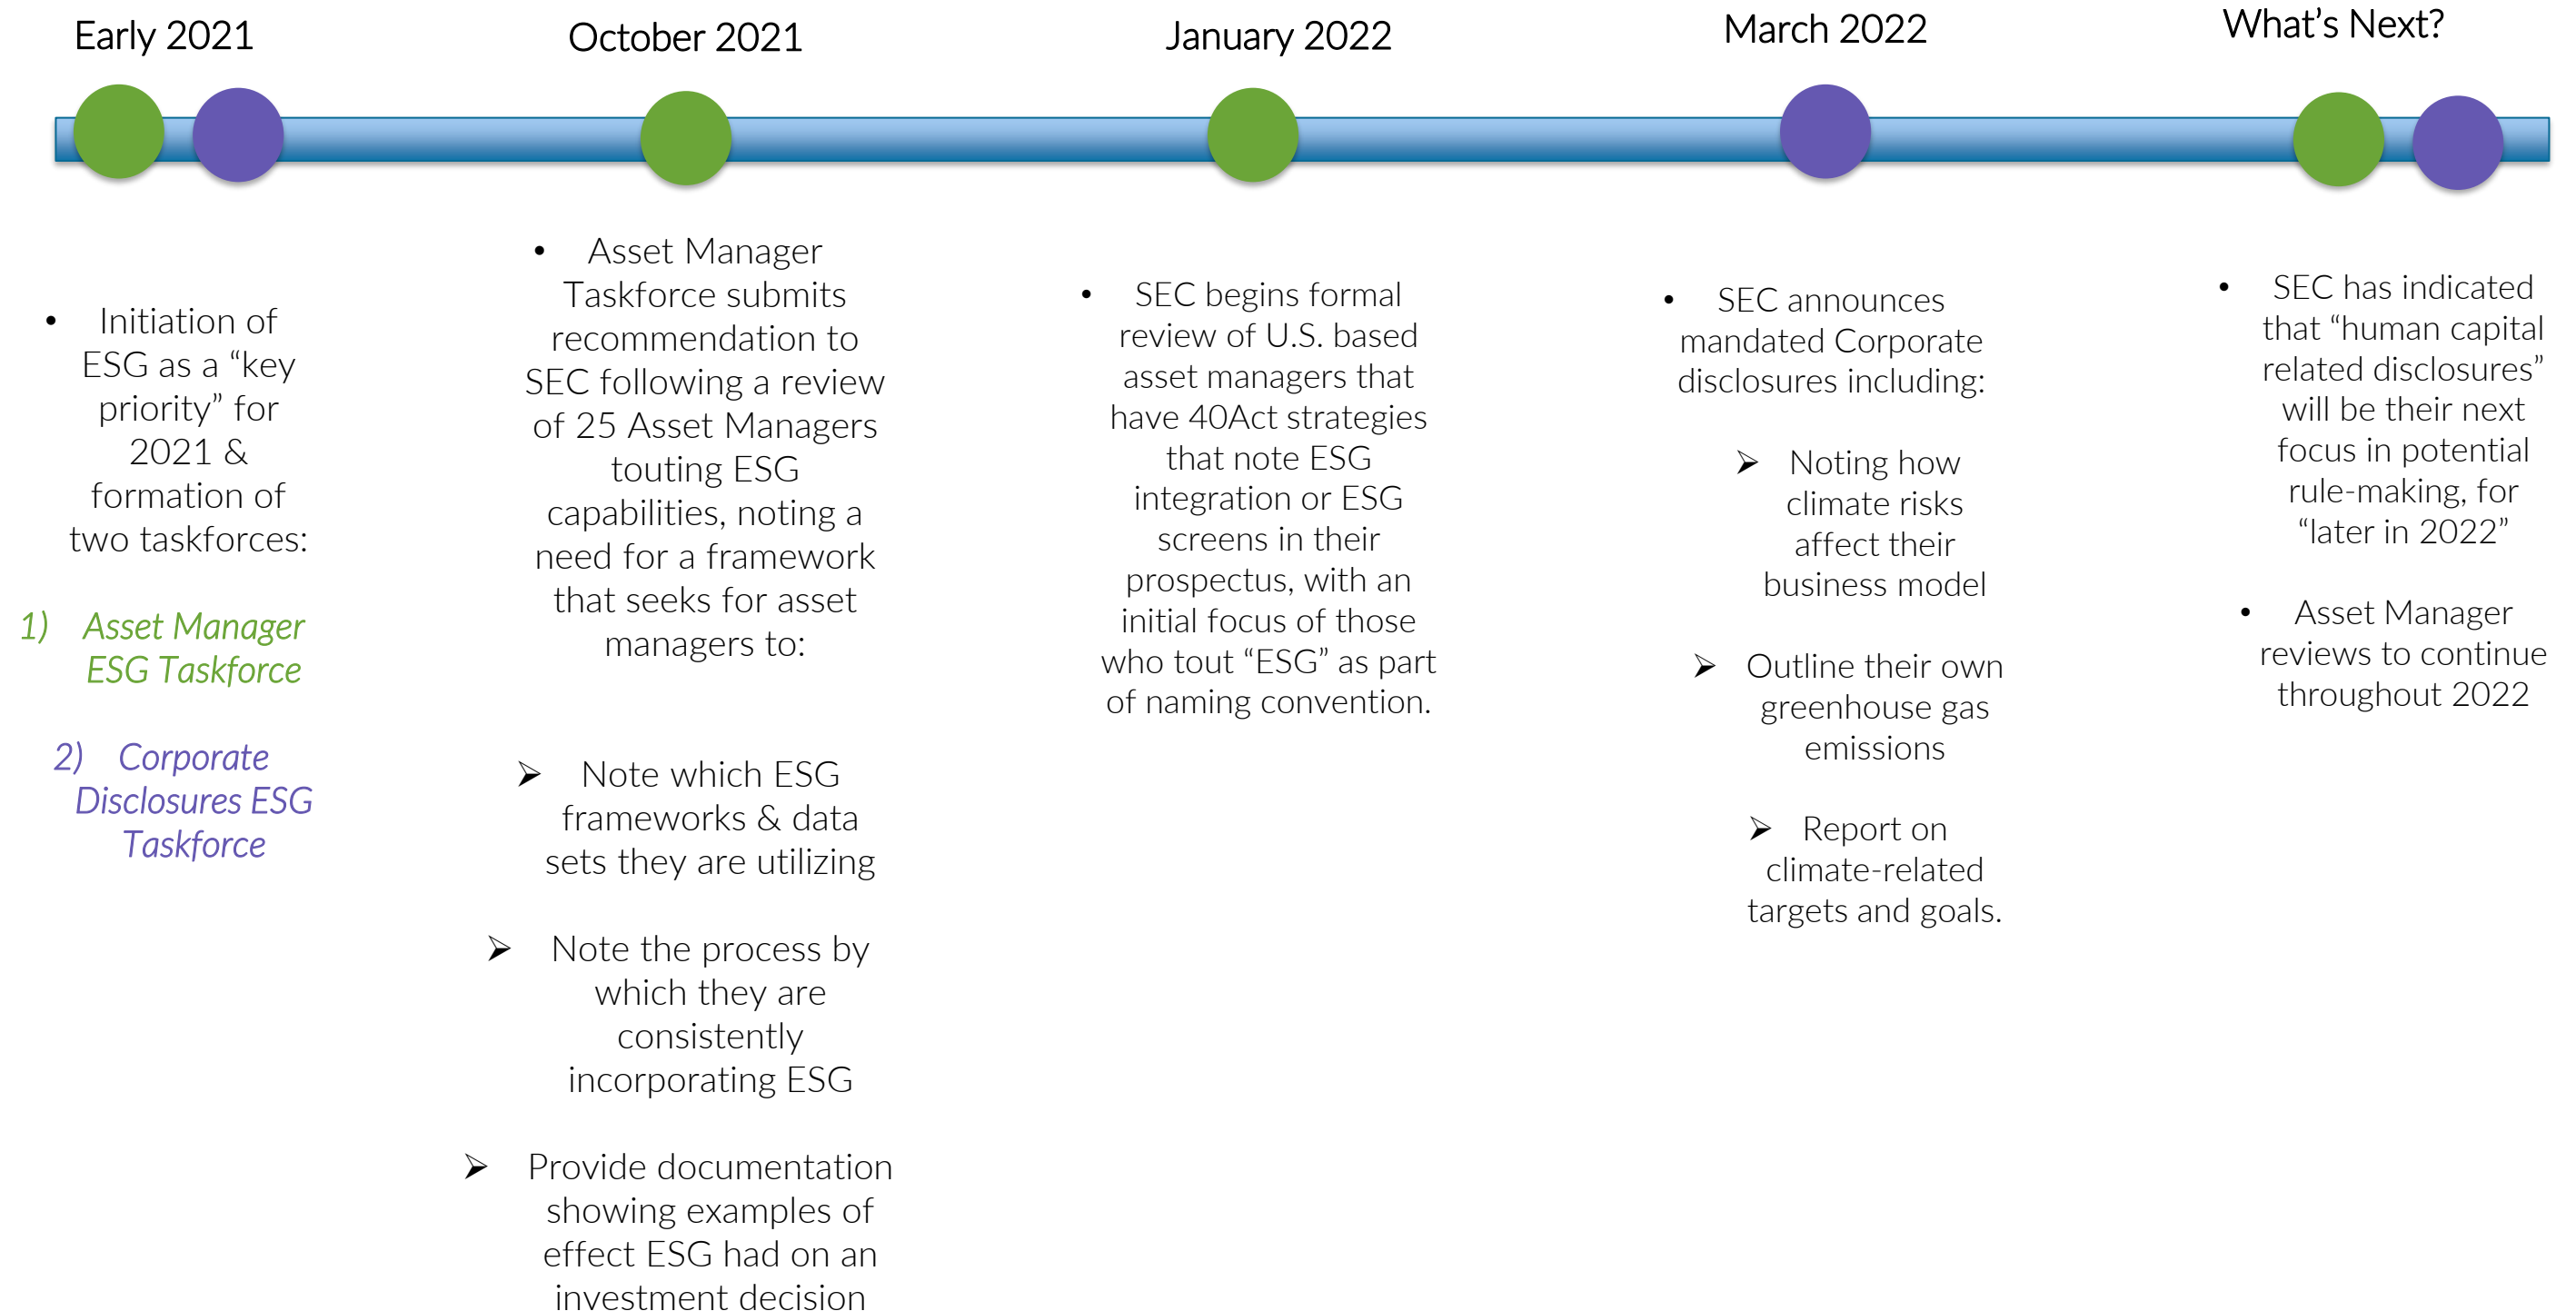 Early 2021
October 2021
January 2022
March 2022
What’s Next?
• Initiation of
ESG as a “key
priority” for
2021 &
formation of
two taskforces:
1) Asset Manager
ESG Taskforce
2) Corporate
Disclosures ESG
Taskforce
• Asset Manager
Taskforce submits
recommendation to
SEC following a review
of 25 Asset Managers
touting ESG
capabilities, noting a
need for a framework
that seeks for asset
managers to:
➢ Note which ESG
frameworks & data
sets they are utilizing
➢ Note the process by
which they are
consistently
incorporating ESG
➢ Provide documentation
showing examples of
effect ESG had on an
investment decision
• SEC begins formal
review of U.S. based
asset managers that
have 40Act strategies
that note ESG
integration or ESG
screens in their
prospectus, with an
initial focus of those
who tout “ESG” as part
of naming convention.
• SEC announces
mandated Corporate
disclosures including:
➢ Noting how
climate risks
affect their
business model
➢ Outline their own
greenhouse gas
emissions
➢ Report on
climate-related
targets and goals.
• SEC has indicated
that “human capital
related disclosures”
will be their next
focus in potential
rule-making, for
“later in 2022”
• Asset Manager
reviews to continue
throughout 2022